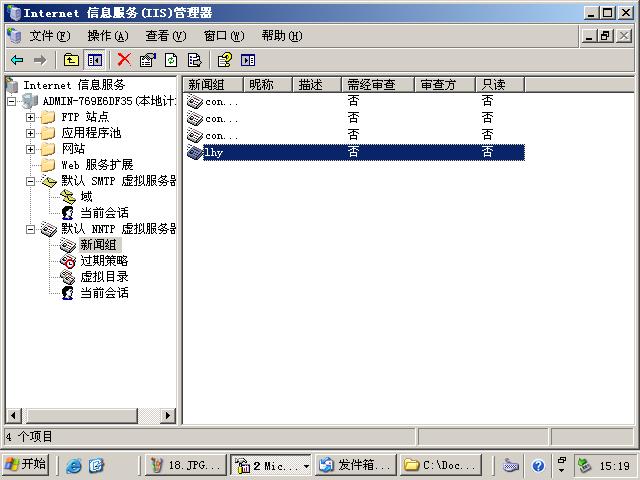 Internet 信息服务(IIS)管理器
文件(F) 操作(A) 查看(V) 窗口(W) 帮助(H)
Internet 信息服务
ADMIN-769E6DF35(本地计
FTP 站点
应用程序池
网站
Web 服务扩展
默认 SMTP 虚拟服务器
域
当前会话
默认 NNTP 虚拟服务器
新闻组
过期策略
虚拟目录
当前会话
新闻组 昵称 描述 需经审查 审查方 只读
con... 否 否
con... 否 否
con... 否 否
lhy 否 否
4 个项目
开始 18.JPG... 2 Mic... 发件箱... C:\Doc... 15:19